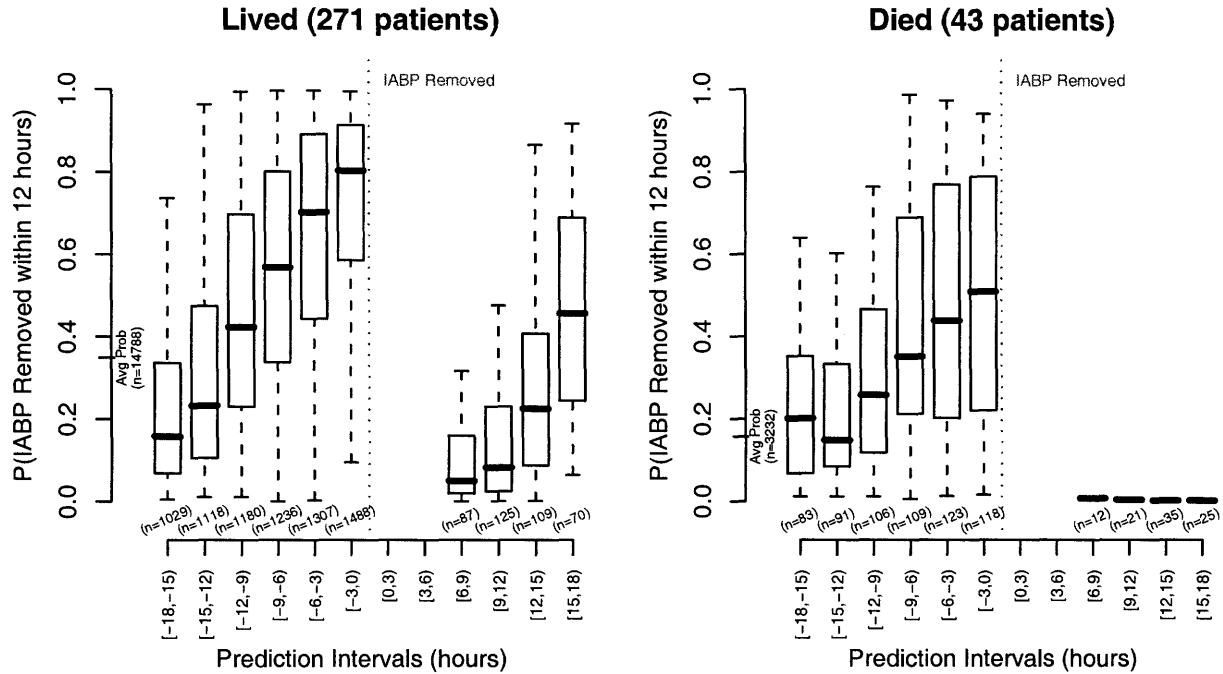 Lived (271 patients)
IABP Removed
P(IABP Removed within 12 hours)
1.0
0.8
0.6
0.4
0.2
0.0
Avg Prob
(n=14788)
(n=1029)
(n=1118)
(n=1180)
(n=1236)
(n=1307)
(n=1488)
(n=87)
(n=125)
(n=109)
(n=70)
[−18,−15)
[−15,−12)
[−12,−9)
[−9,−6)
[−6,−3)
[−3,0)
[0,3)
[3,6)
[6,9)
[9,12)
[12,15)
[15,18)
Prediction Intervals (hours)
Died (43 patients)
IABP Removed
P(IABP Removed within 12 hours)
1.0
0.8
0.6
0.4
0.2
0.0
Avg Prob
(n=3232)
(n=83)
(n=91)
(n=106)
(n=109)
(n=123)
(n=118)
(n=12)
(n=21)
(n=35)
(n=25)
[−18,−15)
[−15,−12)
[−12,−9)
[−9,−6)
[−6,−3)
[−3,0)
[0,3)
[3,6)
[6,9)
[9,12)
[12,15)
[15,18)
Prediction Intervals (hours)